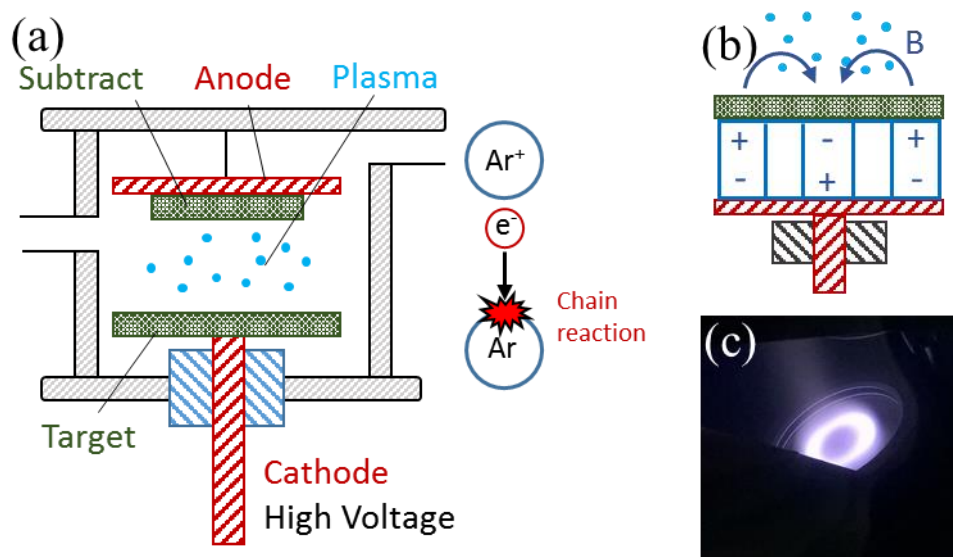 (a)
Subtract
Anode
Plasma
Ar⁺
e⁻
Chain
reaction
Ar
Target
Cathode
High Voltage
(b)
B
+ - +
- + -
(c)